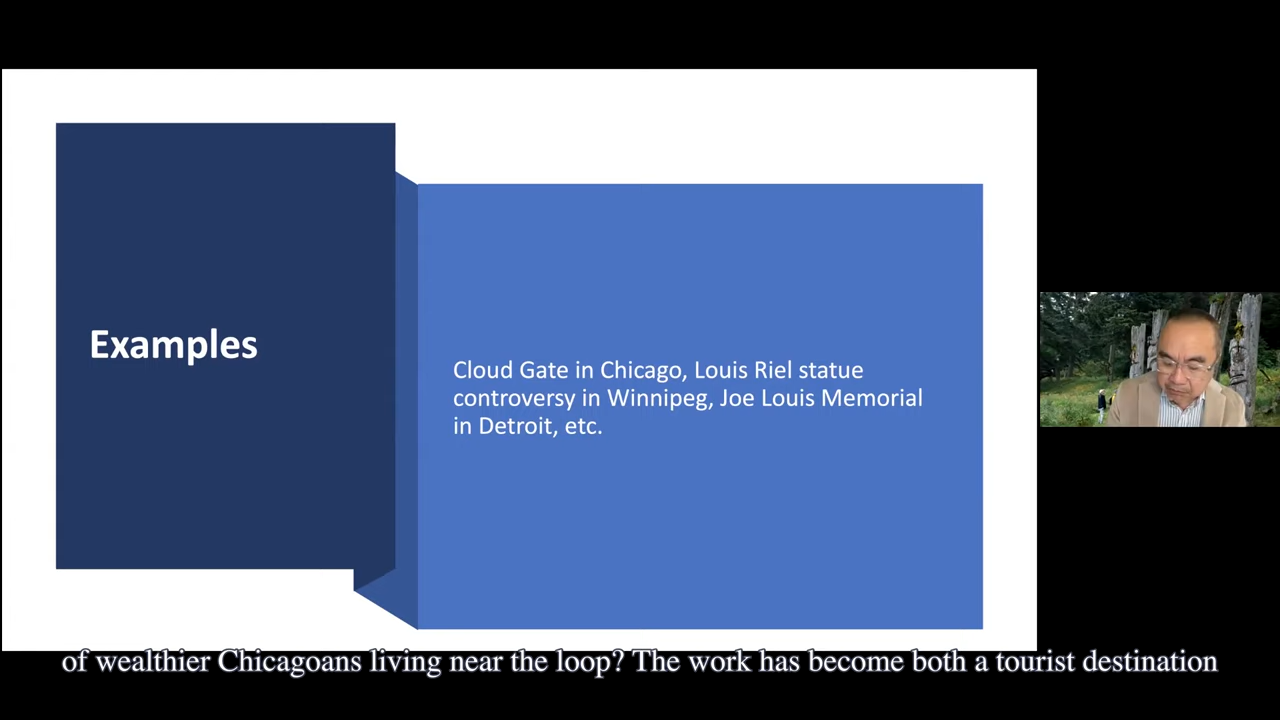 Examples
Cloud Gate in Chicago, Louis Riel statue
controversy in Winnipeg, Joe Louis Memorial
in Detroit, etc.
of wealthier Chicagoans living near the loop? The work has become both a tourist destination